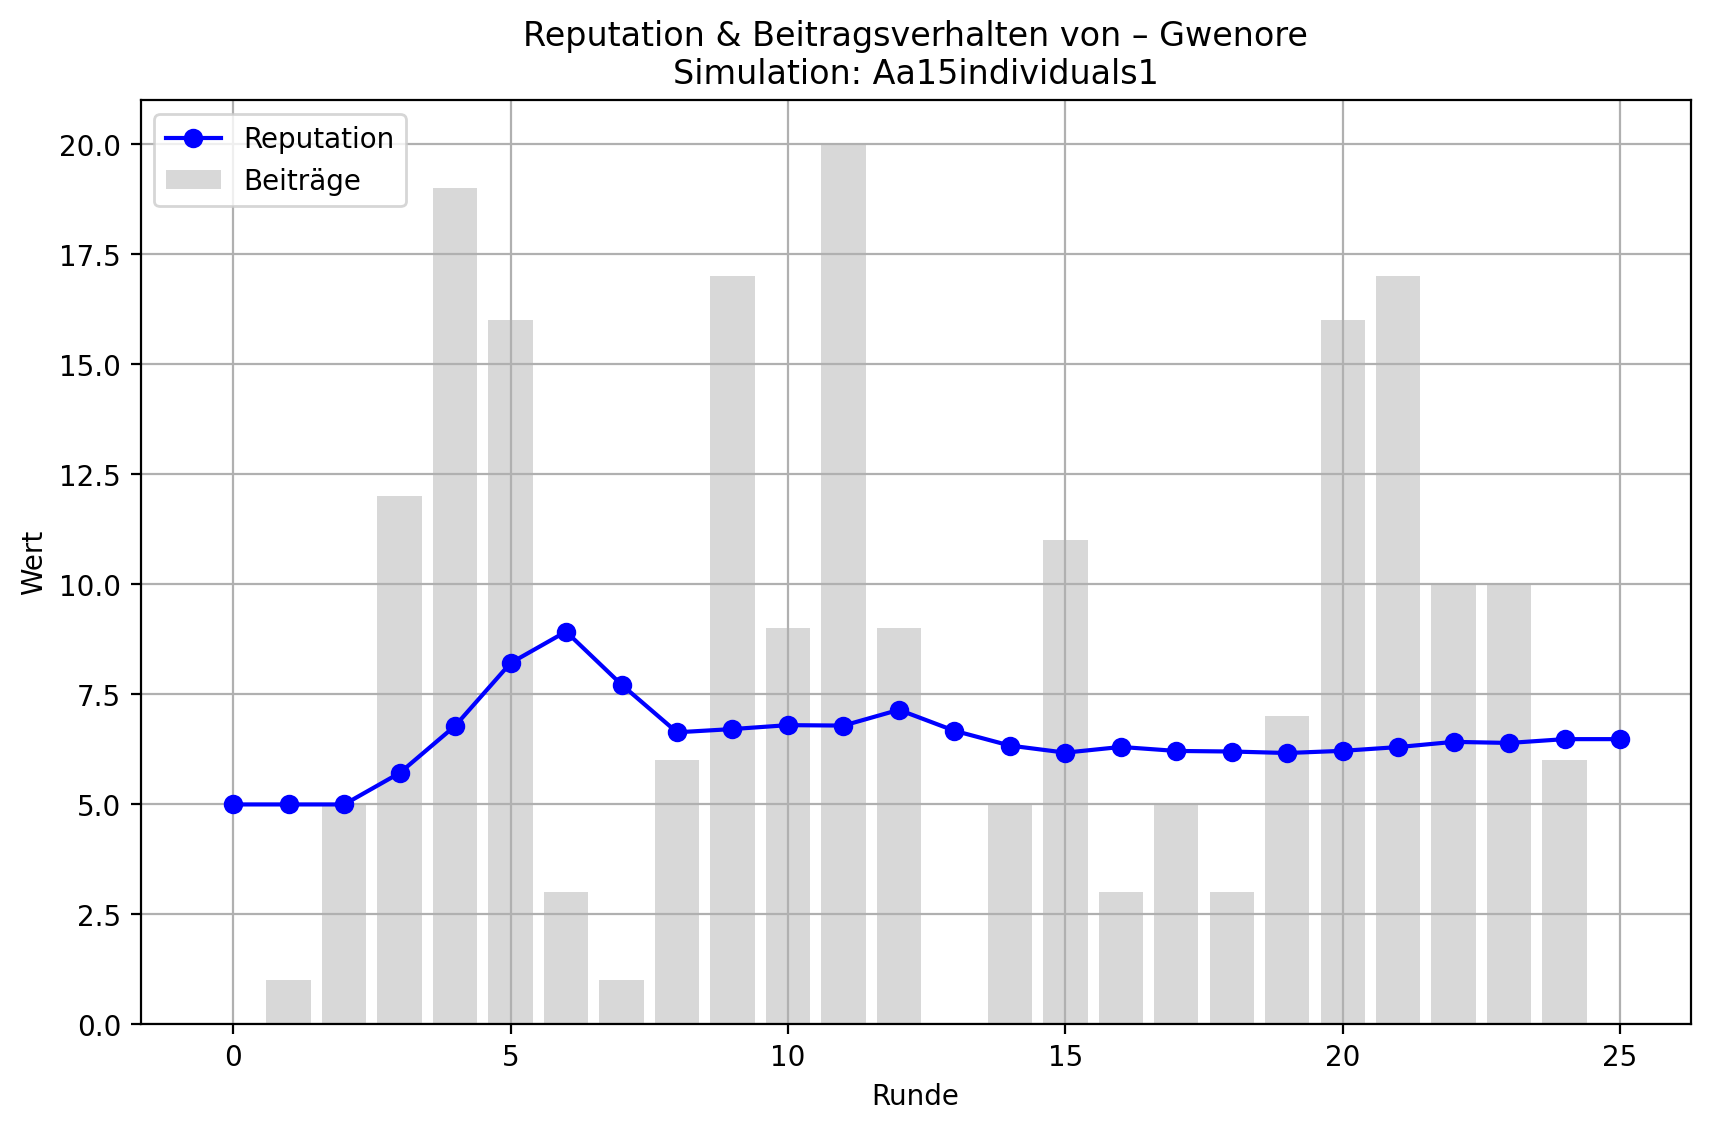 Reputation & Beitragsverhalten von – Gwenore
Simulation: Aa15individuals1
Reputation
Beiträge
20.0
17.5
15.0
12.5
10.0
7.5
5.0
2.5
0.0
Wert
0 5 10 15 20 25
Runde